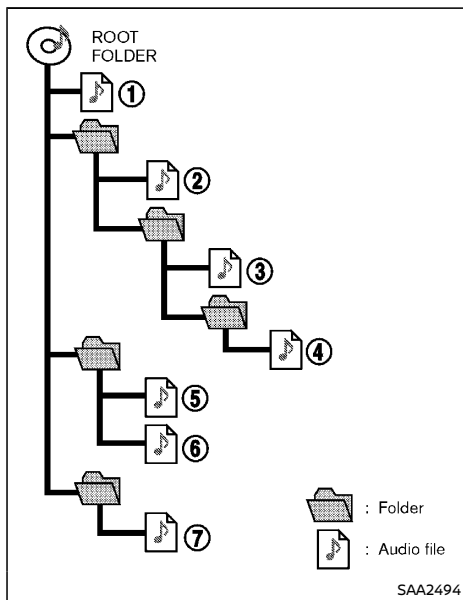 ROOT
FOLDER
①
②
③
④
⑤
⑥
⑦
: Folder
: Audio file
SAA2494